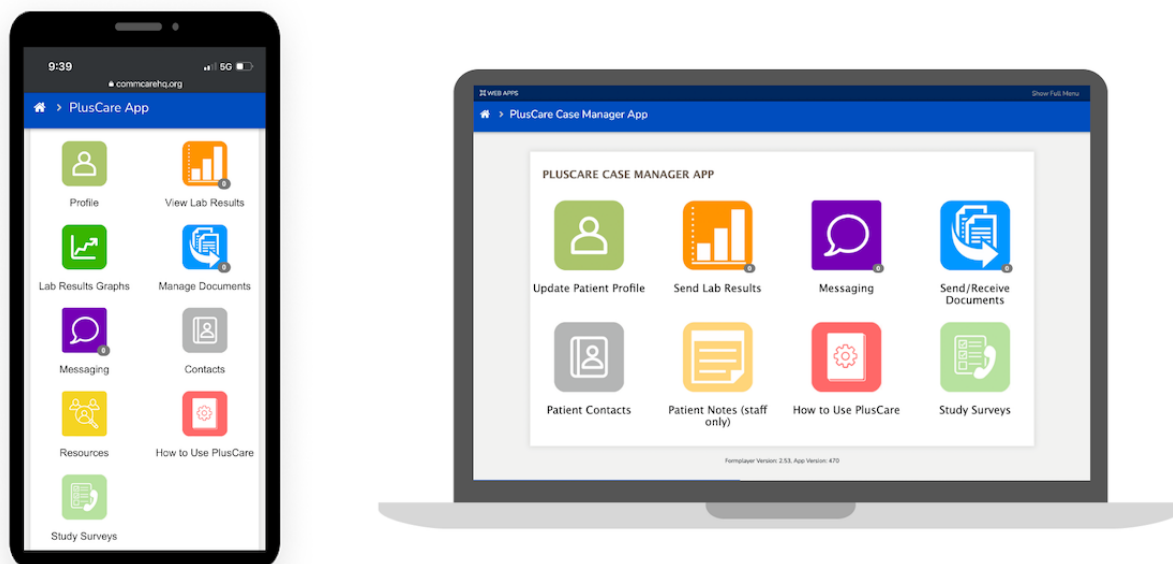 9:39
5G
commcarehq.org
> PlusCare App
Profile
View Lab Results
0
Lab Results Graphs
Manage Documents
0
Messaging
0
Contacts
Resources
How to Use PlusCare
Study Surveys
WEB APPS
Show Full Menu
> PlusCare Case Manager App
PLUSCARE CASE MANAGER APP
Update Patient Profile
Send Lab Results
0
Messaging
0
Send/Receive
Documents
0
Patient Contacts
Patient Notes (staff
only)
How to Use PlusCare
Study Surveys
Formplayer Version: 2.53, App Version: 470